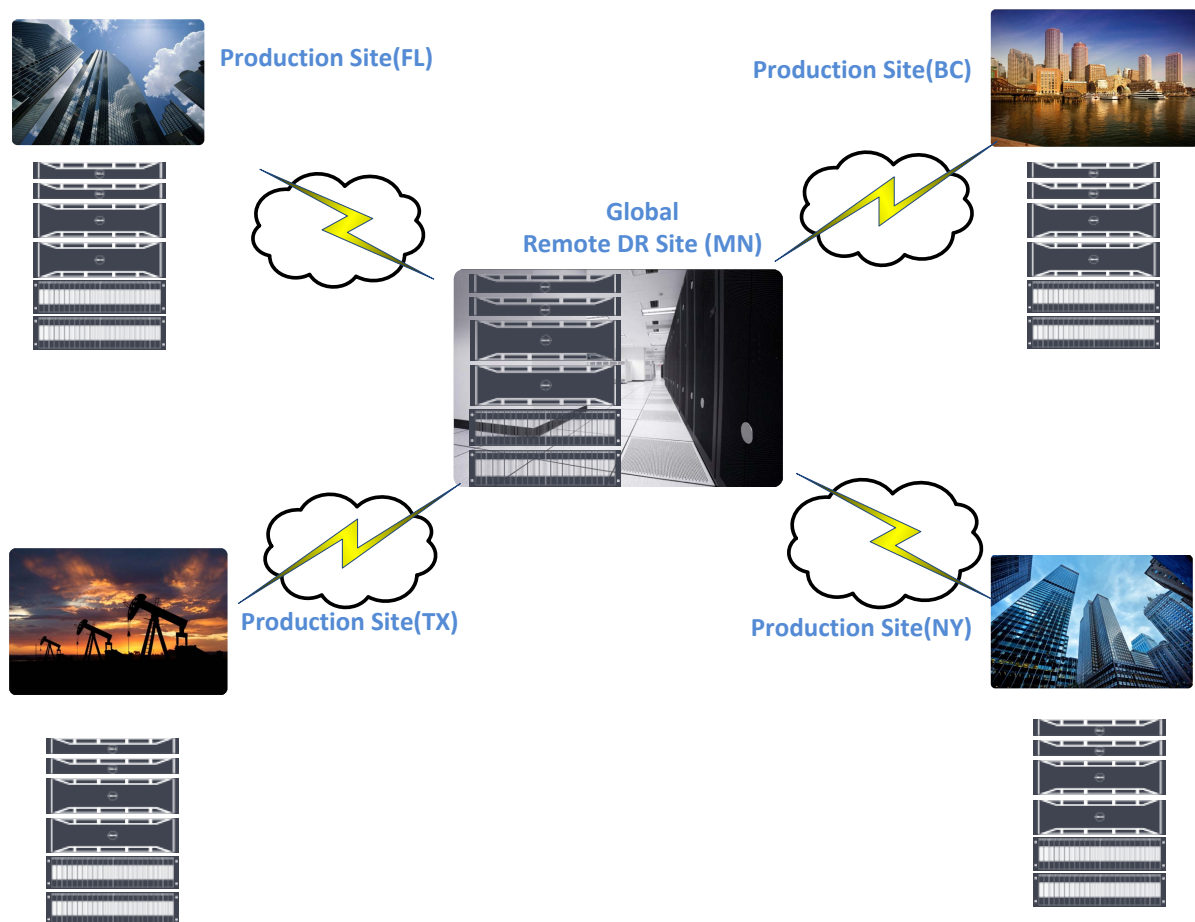 Production Site(FL)
Production Site(BC)
Global
Remote DR Site (MN)
Production Site(TX)
Production Site(NY)